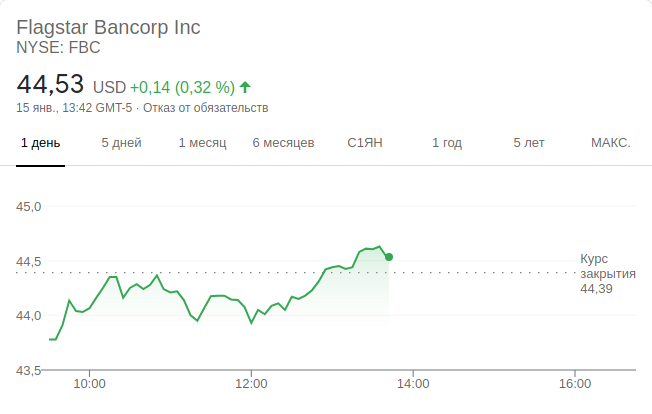 Flagstar Bancorp Inc
NYSE: FBC
44,53 USD +0,14 (0,32 %)
15 янв., 13:42 GMT-5 · Отказ от обязательств
1 день 5 дней 1 месяц 6 месяцев С1ЯН 1 год 5 лет МАКС.
45,0
44,5
Курс
закрытия
44,39
44,0
43,5
10:00 12:00 14:00 16:00